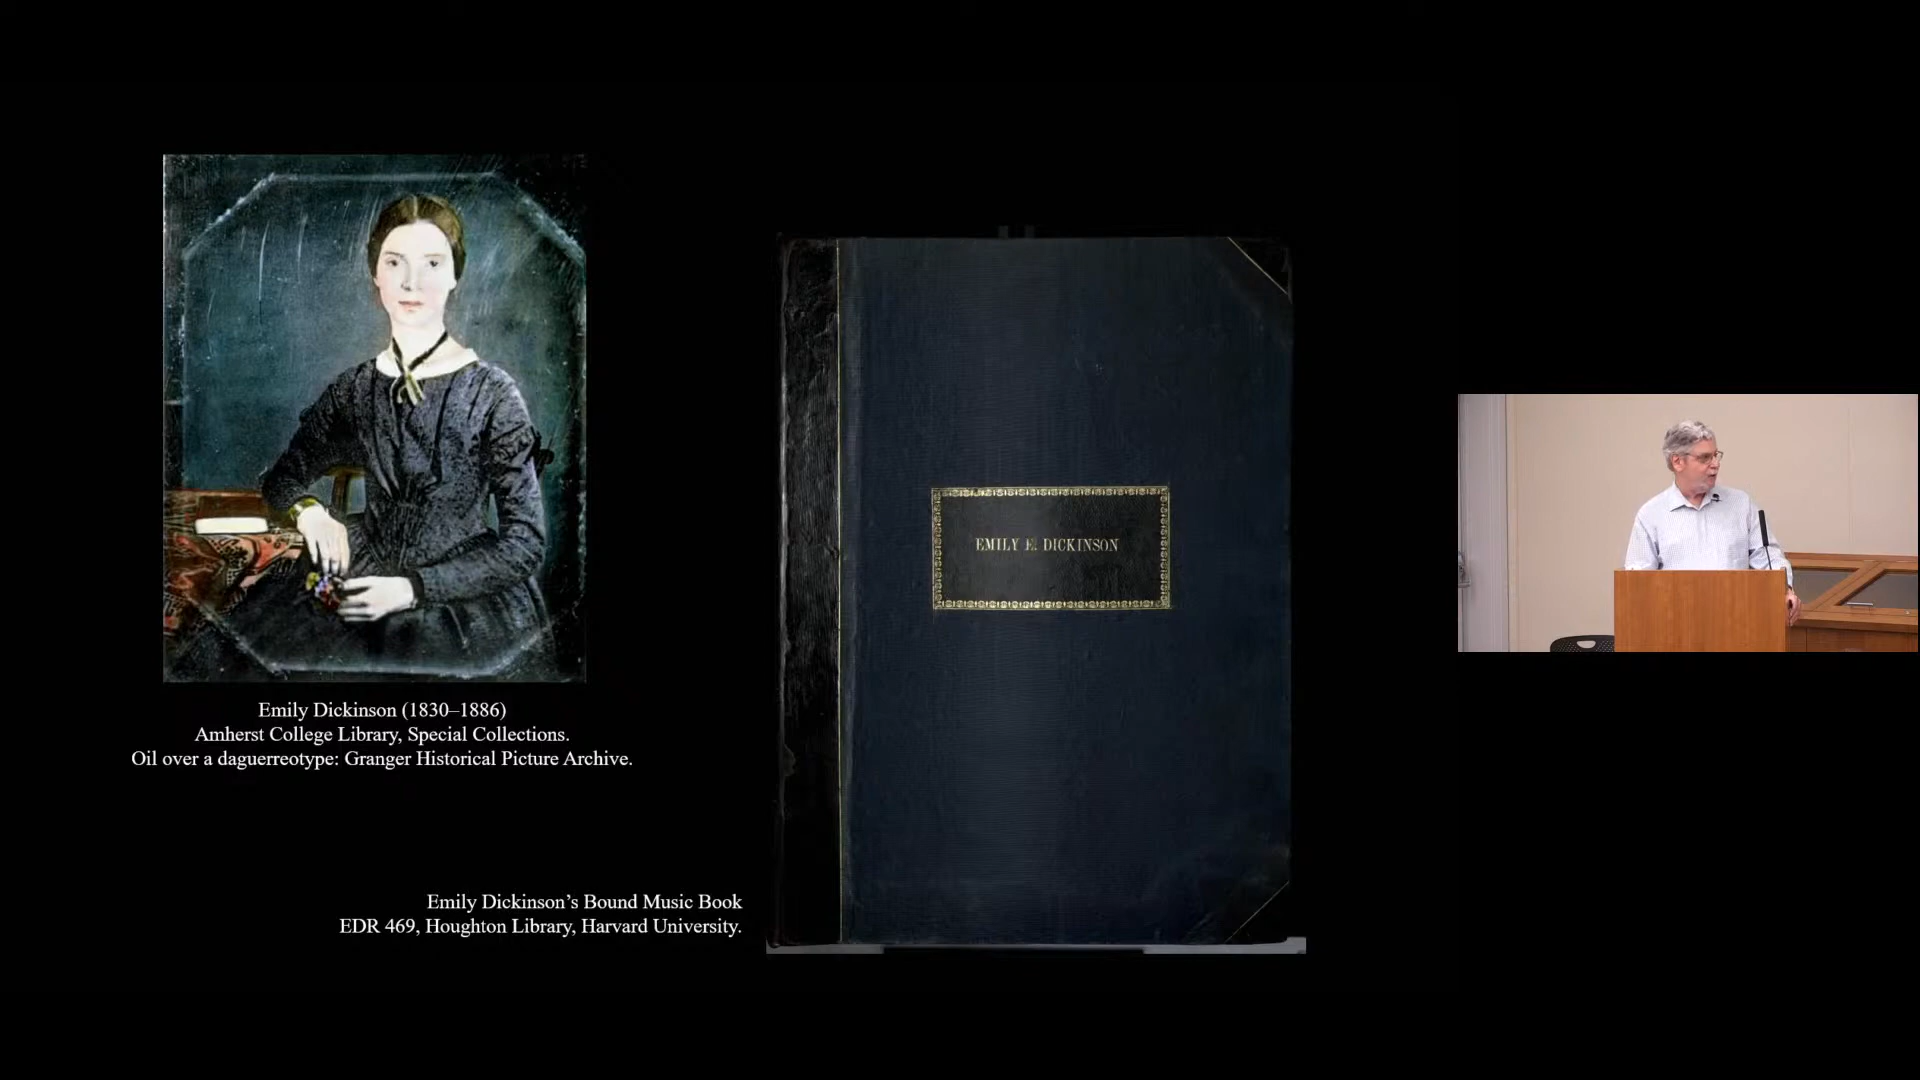 Emily Dickinson (1830–1886)
Amherst College Library, Special Collections.
Oil over a daguerreotype: Granger Historical Picture Archive.
EMILY E. DICKINSON
Emily Dickinson’s Bound Music Book
EDR 469, Houghton Library, Harvard University.